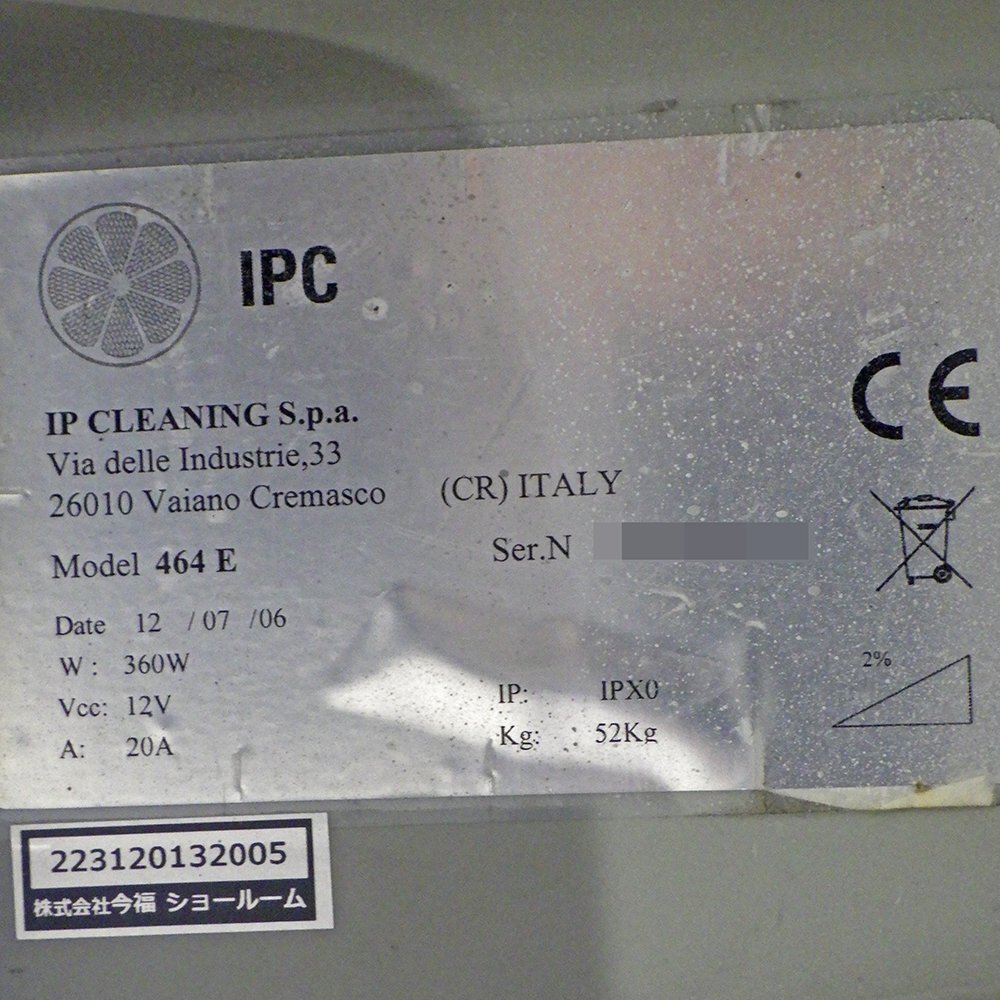 IPC
CE
IP CLEANING S.p.a.
Via delle Industrie,33
26010 Vaiano Cremasco (CR) ITALY
Model 464 E Ser.N
Date 12 / 07 / 06
W : 360W
Vcc: 12V
A: 20A
IP: IPX0
Kg: 52Kg
2%
223120132005
株式会社今福 ショールーム